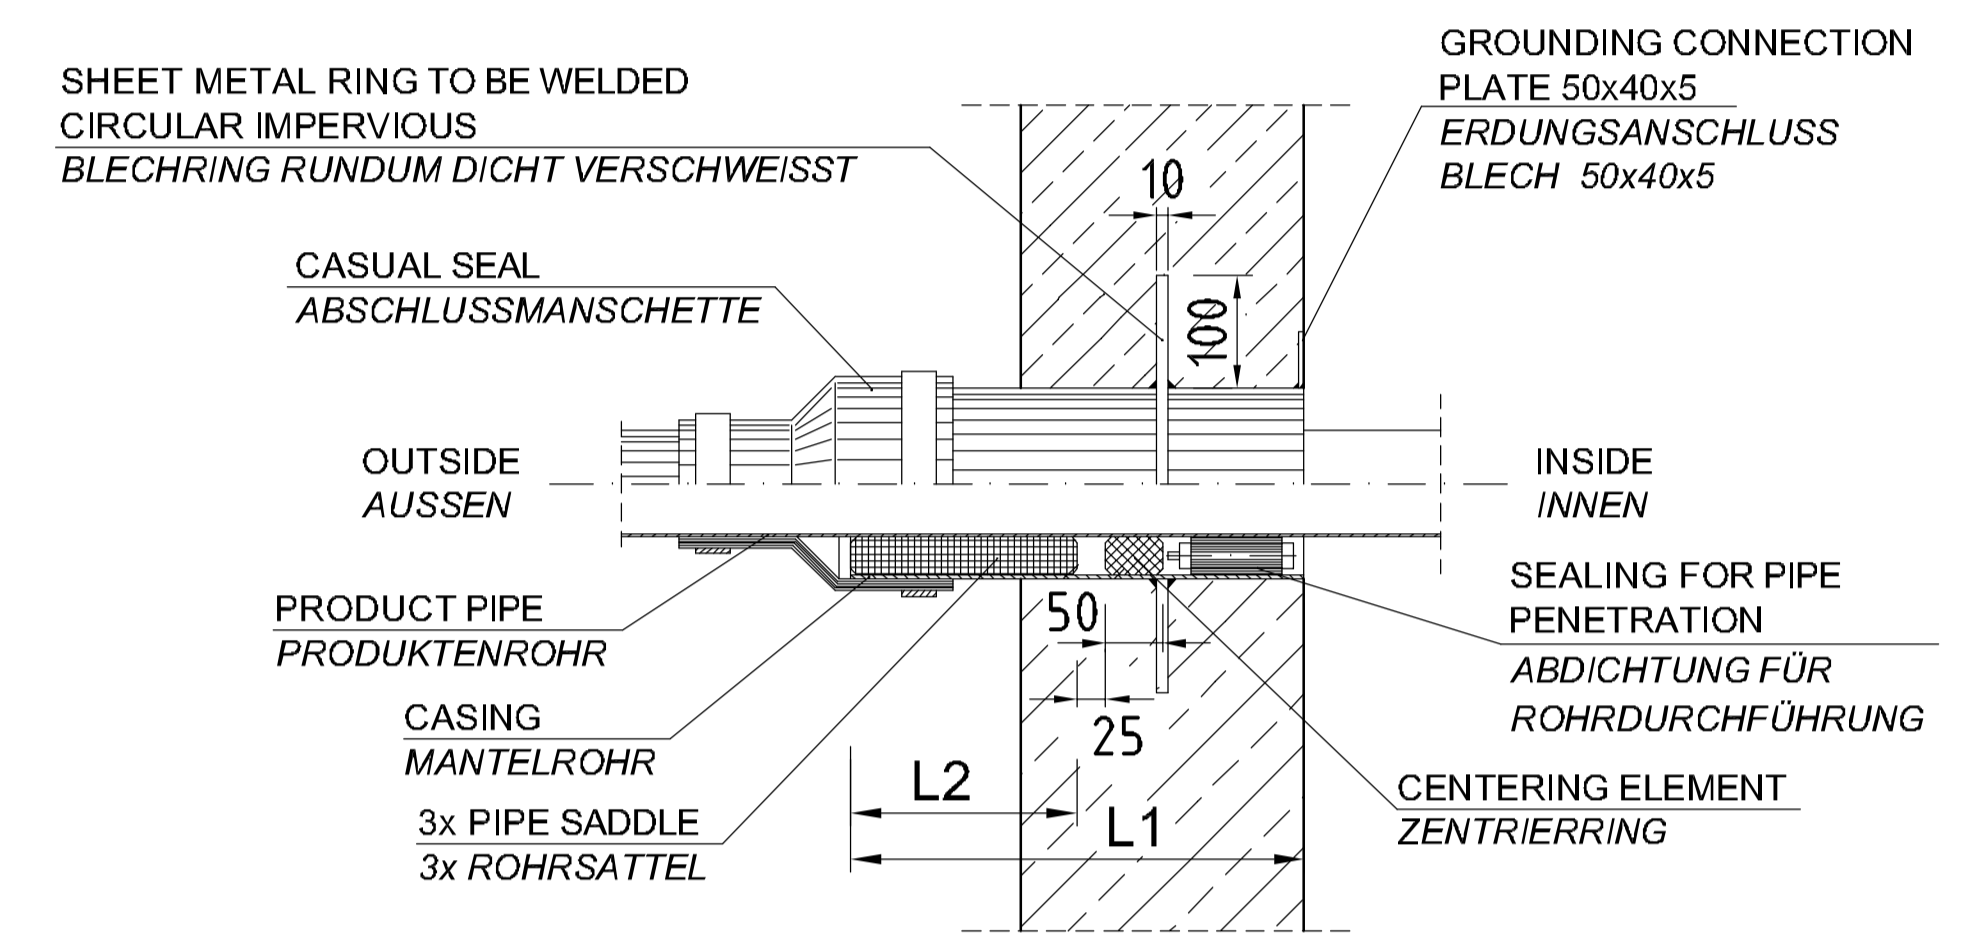 SHEET METAL RING TO BE WELDED
CIRCULAR IMPERVIOUS
BLECHRING RUNDUM DICHT VERSCHWEISST
GROUNDING CONNECTION
PLATE 50x40x5
ERDUNGSANSCHLUSS
BLECH 50x40x5
10
CASUAL SEAL
ABSCHLUSSMANSCHETTE
100
OUTSIDE
AUSSEN
INSIDE
INNEN
PRODUCT PIPE
PRODUKTENROHR
50
SEALING FOR PIPE
PENETRATION
ABDICHTUNG FÜR
ROHRDURCHFÜHRUNG
CASING
MANTELROHR
25
L2
3x PIPE SADDLE
3x ROHRSATTEL
L1
CENTERING ELEMENT
ZENTRIERRING